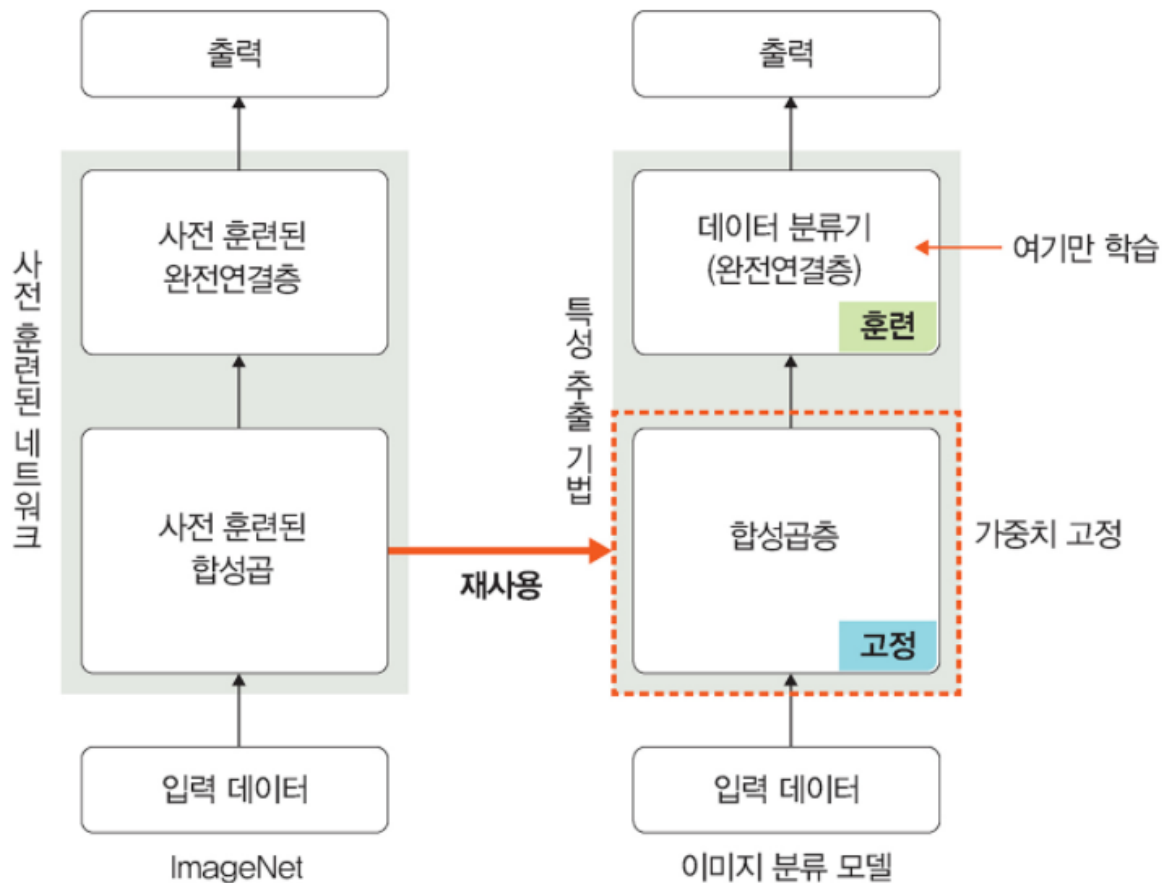 출력
사전 훈련된
완전연결층
사전 훈련된 네트워크
사전 훈련된
합성곱
재사용
입력 데이터
ImageNet
출력
데이터 분류기
(완전연결층)
훈련
여기만 학습
특성 추출 기법
합성곱층
고정
가중치 고정
입력 데이터
이미지 분류 모델